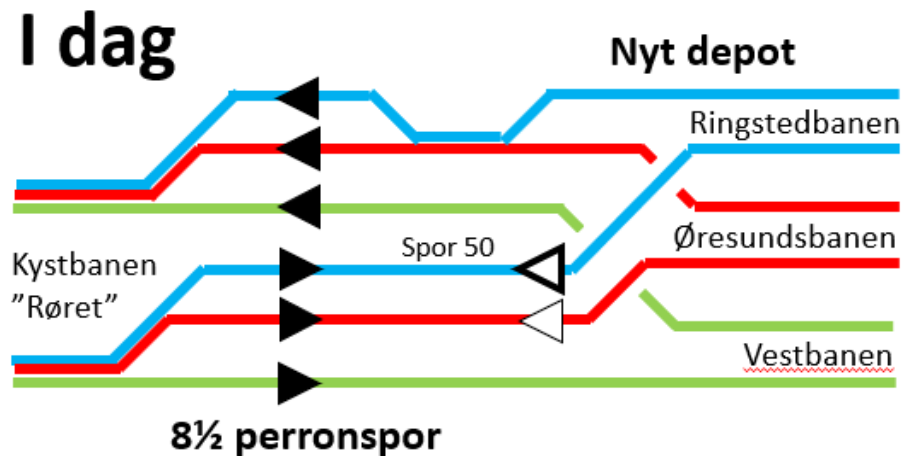 I dag
Nyt depot
Ringstedbanen
Spor 50
Øresundsbanen
Kystbanen
”Røret”
Vestbanen
8½ perronspor